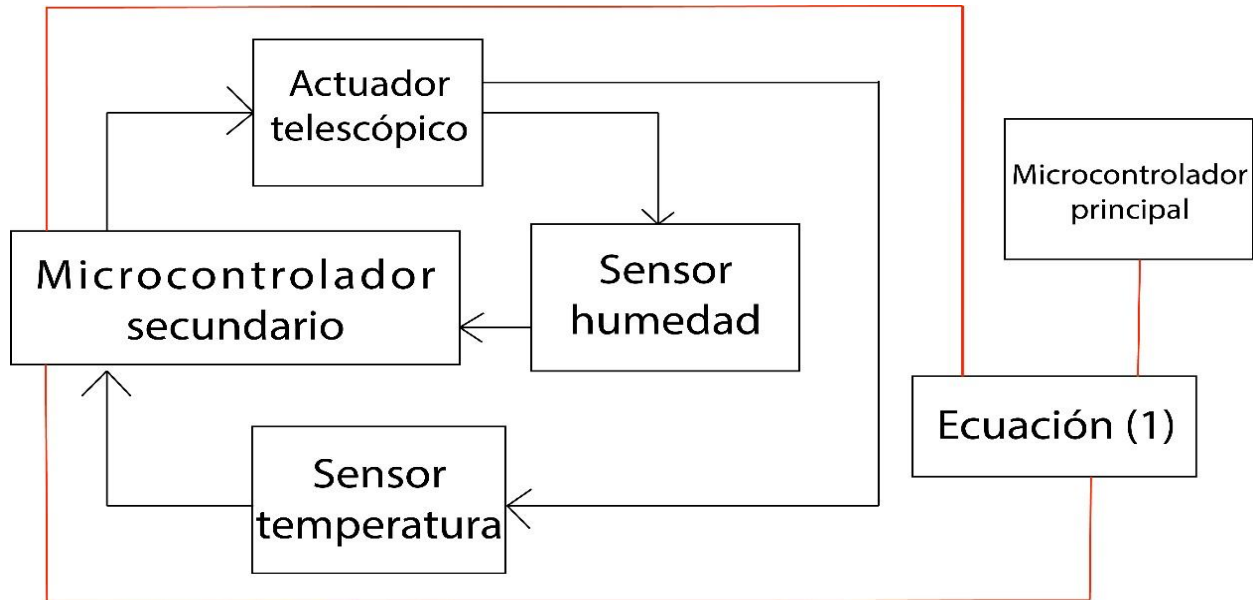 Actuador
telescópico
Microcontrolador
principal
Microcontrolador
secundario
Sensor
humedad
Ecuación (1)
Sensor
temperatura